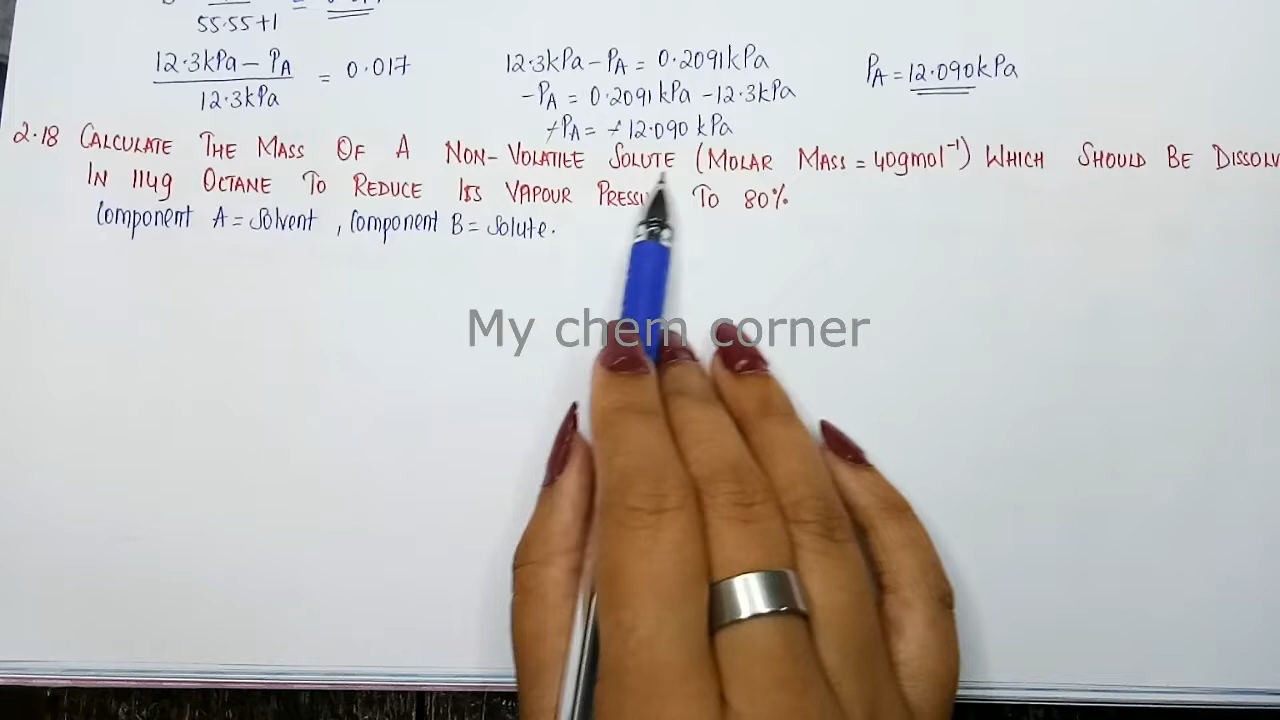 55.55+1
12.3kPa - PA = 0.017
12.3kPa
12.3kPa - PA = 0.2091kPa
-PA = 0.2091kPa - 12.3kPa
+PA = +12.090 kPa
PA = 12.090kPa
2.18 CALCULATE THE MASS OF A NON-VOLATILE SOLUTE (MOLAR MASS = 40gmol⁻¹) WHICH SHOULD BE DISSOLV
IN 114g OCTANE TO REDUCE ITS VAPOUR PRESSU TO 80%.
Component A = Solvent, Component B = Solute.
My chem corner